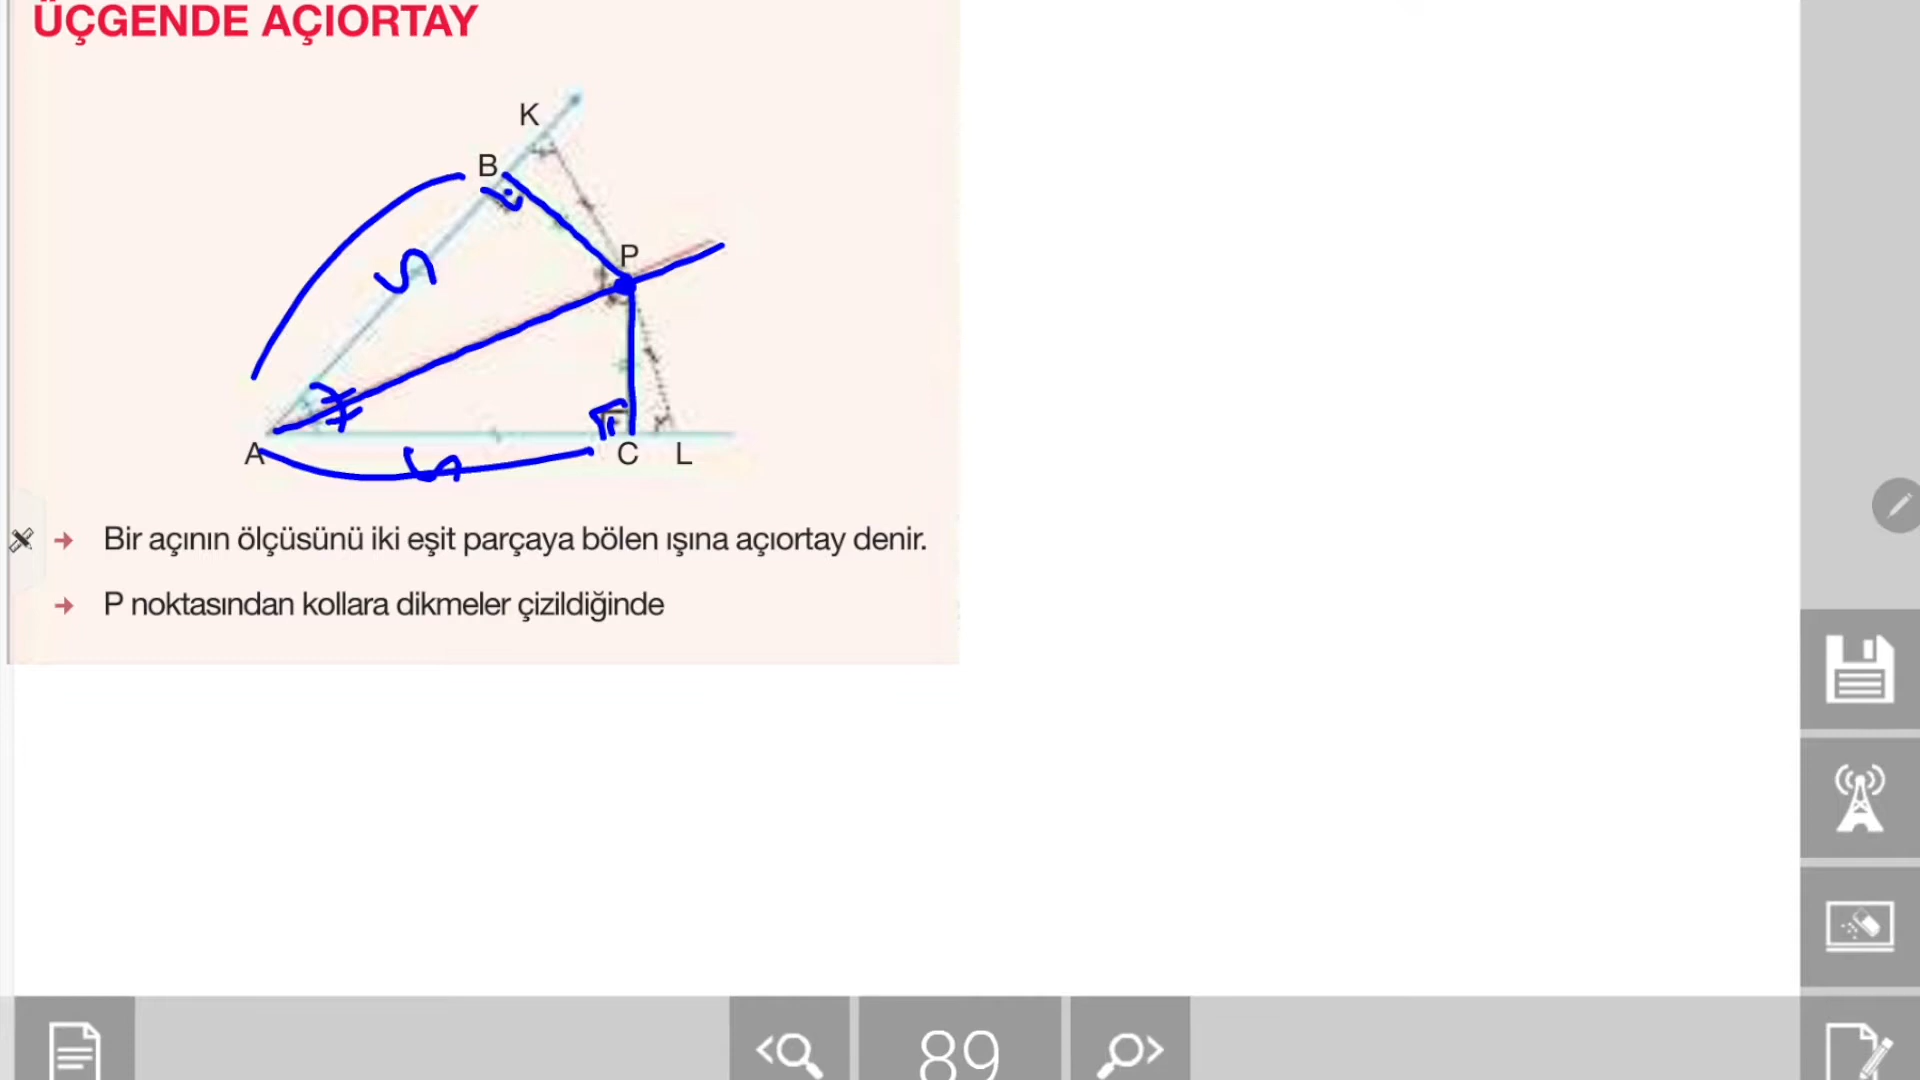 ÜÇGENDE AÇIORTAY
K
B
P
A
C
L
Bir açının ölçüsünü iki eşit parçaya bölen ışına açıortay denir.
P noktasından kollara dikmeler çizildiğinde
89